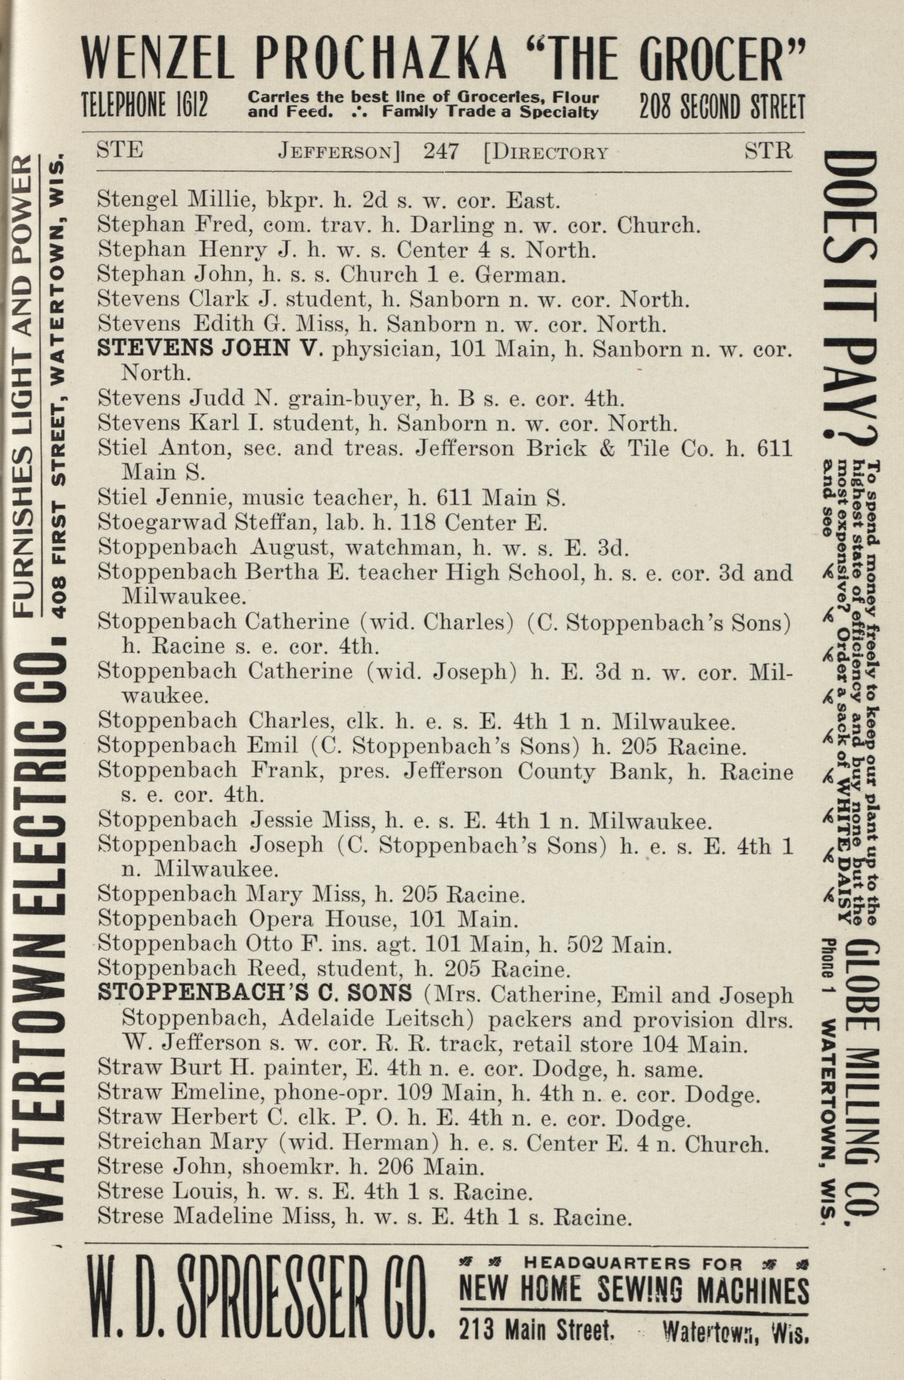 WENZEL PROCHAZKA “THE GROCER”
TELEPHONE 1612
Carries the best line of Groceries, Flour
and Feed. ∴ Family Trade a Specialty
208 SECOND STREET
STE JEFFERSON] 247 [DIRECTORY STR
Stengel Millie, bkpr. h. 2d s. w. cor. East.
Stephan Fred, com. trav. h. Darling n. w. cor. Church.
Stephan Henry J. h. w. s. Center 4 s. North.
Stephan John, h. s. s. Church 1 e. German.
Stevens Clark J. student, h. Sanborn n. w. cor. North.
Stevens Edith G. Miss, h. Sanborn n. w. cor. North.
STEVENS JOHN V. physician, 101 Main, h. Sanborn n. w. cor.
North.
Stevens Judd N. grain-buyer, h. B s. e. cor. 4th.
Stevens Karl I. student, h. Sanborn n. w. cor. North.
Stiel Anton, sec. and treas. Jefferson Brick & Tile Co. h. 611
Main S.
Stiel Jennie, music teacher, h. 611 Main S.
Stoegarwad Steffan, lab. h. 118 Center E.
Stoppenbach August, watchman, h. w. s. E. 3d.
Stoppenbach Bertha E. teacher High School, h. s. e. cor. 3d and
Milwaukee.
Stoppenbach Catherine (wid. Charles) (C. Stoppenbach's Sons)
h. Racine s. e. cor. 4th.
Stoppenbach Catherine (wid. Joseph) h. E. 3d n. w. cor. Mil-
waukee.
Stoppenbach Charles, clk. h. e. s. E. 4th 1 n. Milwaukee.
Stoppenbach Emil (C. Stoppenbach's Sons) h. 205 Racine.
Stoppenbach Frank, pres. Jefferson County Bank, h. Racine
s. e. cor. 4th.
Stoppenbach Jessie Miss, h. e. s. E. 4th 1 n. Milwaukee.
Stoppenbach Joseph (C. Stoppenbach's Sons) h. e. s. E. 4th 1
n. Milwaukee.
Stoppenbach Mary Miss, h. 205 Racine.
Stoppenbach Opera House, 101 Main.
Stoppenbach Otto F. ins. agt. 101 Main, h. 502 Main.
Stoppenbach Reed, student, h. 205 Racine.
STOPPENBACH'S C. SONS (Mrs. Catherine, Emil and Joseph
Stoppenbach, Adelaide Leitsch) packers and provision dlrs.
W. Jefferson s. w. cor. R. R. track, retail store 104 Main.
Straw Burt H. painter, E. 4th n. e. cor. Dodge, h. same.
Straw Emeline, phone-opr. 109 Main, h. 4th n. e. cor. Dodge.
Straw Herbert C. clk. P. O. h. E. 4th n. e. cor. Dodge.
Streichan Mary (wid. Herman) h. e. s. Center E. 4 n. Church.
Strese John, shoemkr. h. 206 Main.
Strese Louis, h. w. s. E. 4th 1 s. Racine.
Strese Madeline Miss, h. w. s. E. 4th 1 s. Racine.
WATERTOWN ELECTRIC CO.
FURNISHES LIGHT AND POWER
408 FIRST STREET, WATERTOWN, WIS.
DOES IT PAY?
To spend money freely to keep our plant up to the
highest state of efficiency and buy none but the
most expensive? Order a sack of WHITE DAISY
and see
GLOBE MILLING CO.
Phone 1 WATERTOWN, WIS.
W. D. SPROESSER CO.
HEADQUARTERS FOR
NEW HOME SEWING MACHINES
213 Main Street. Watertown, Wis.